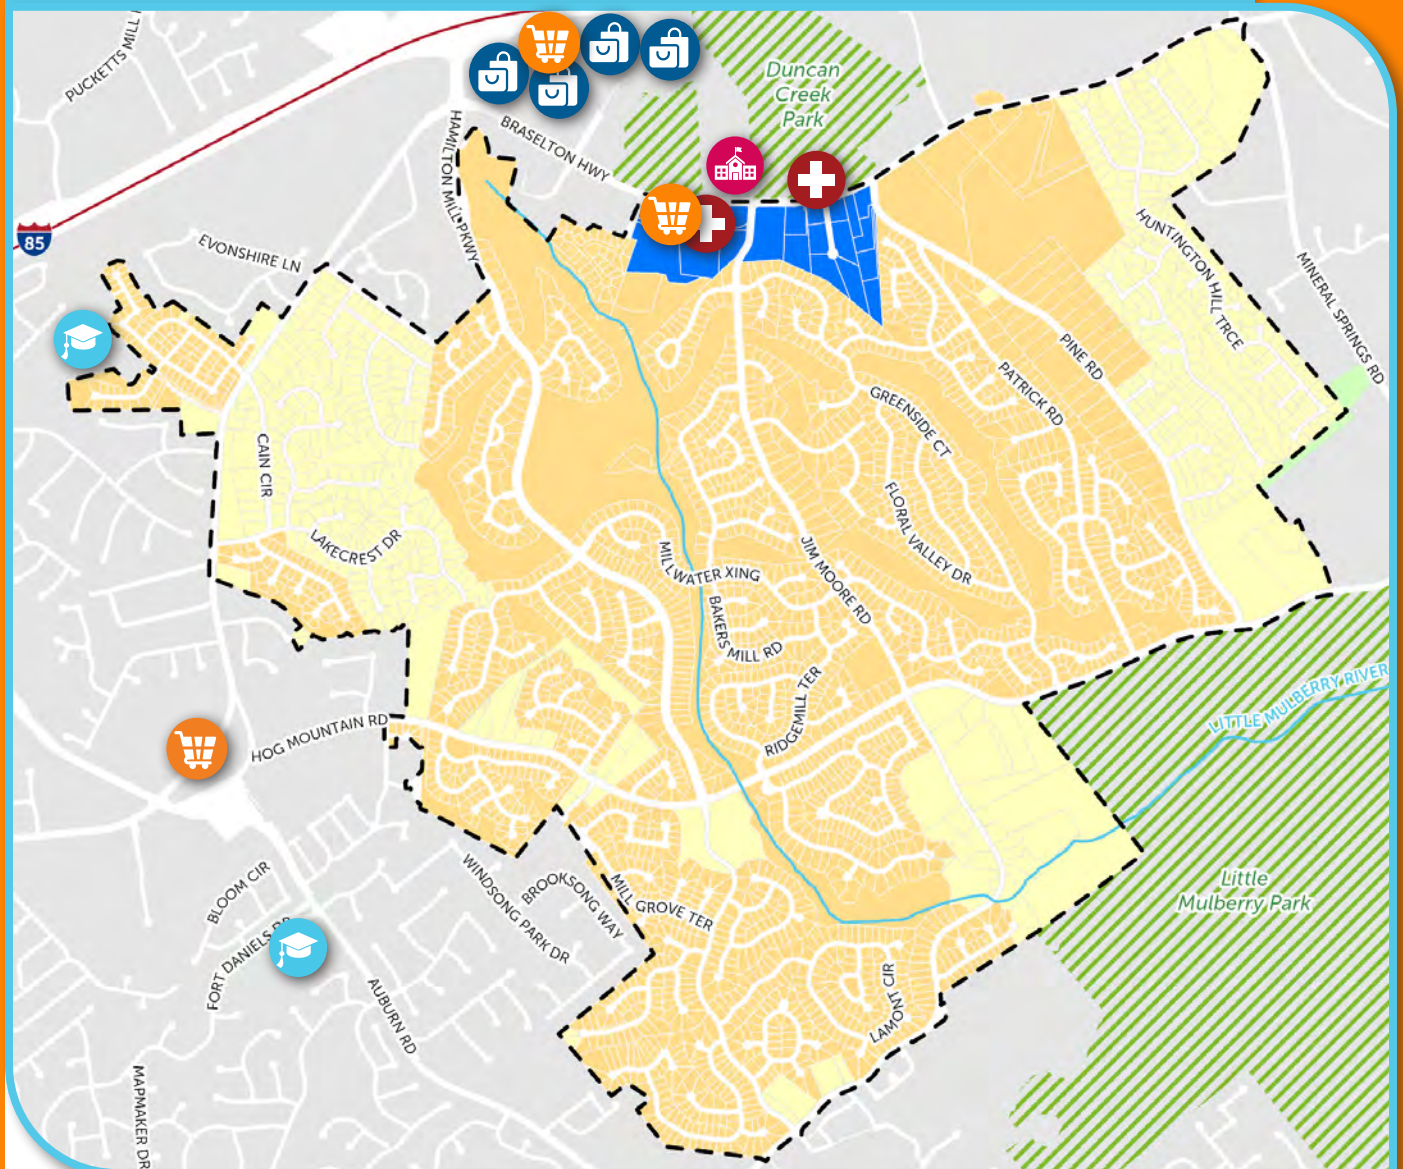 PUCKETTS MILL
Duncan
Creek
Park
HAMILTON MILL PKWY
BRASELTON HWY
85
EVONSHIRE LN
HUNTINGTON HILL TRCE
MINERAL SPRINGS RD
PINE RD
PATRICK RD
GREENSIDE CT
CAIN CIR
FLORAL VALLEY DR
LAKECREST DR
JIM MOORE RD
MILLWATER XING
BAKERS MILL RD
RIDGEMILL TER
LITTLE MULBERRY RIVER
HOG MOUNTAIN RD
BLOOM CIR
WINDSONG PARK DR
BROOKSONG WAY
MILL GROVE TER
Little
Mulberry Park
FORT DANIELS DR
LAMONT CIR
AUBURN RD
MAPMAKER DR